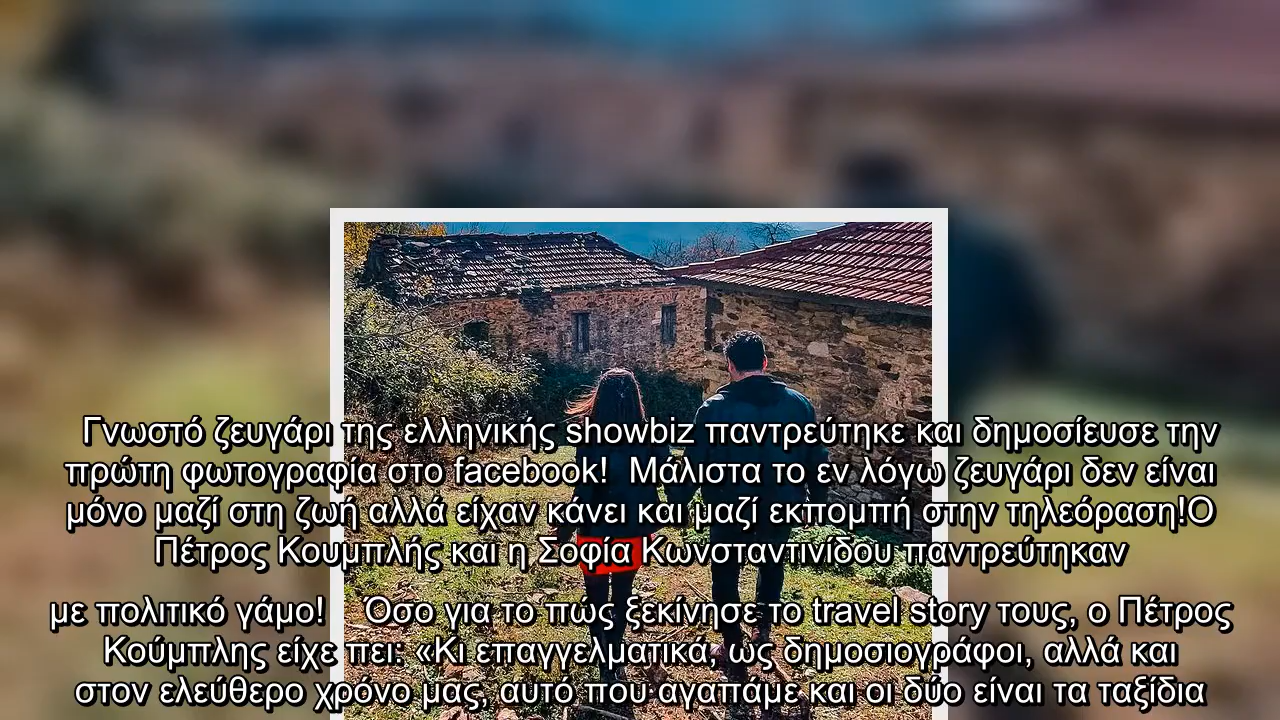 Γνωστό ζευγάρι της ελληνικής showbiz παντρεύτηκε και δημοσίευσε την
πρώτη φωτογραφία στο facebook!  Μάλιστα το εν λόγω ζευγάρι δεν είναι
μόνο μαζί στη ζωή αλλά είχαν κάνει και μαζί εκπομπή στην τηλεόραση!Ο
Πέτρος Κουμπλής και η Σοφία Κωνσταντινίδου παντρεύτηκαν
με πολιτικό γάμο!    Όσο για το πώς ξεκίνησε το travel story τους, ο Πέτρος
Κούμπλης είχε πει: «Κι επαγγελματικά, ως δημοσιογράφοι, αλλά και
στον ελεύθερο χρόνο μας, αυτό που αγαπάμε και οι δύο είναι τα ταξίδια